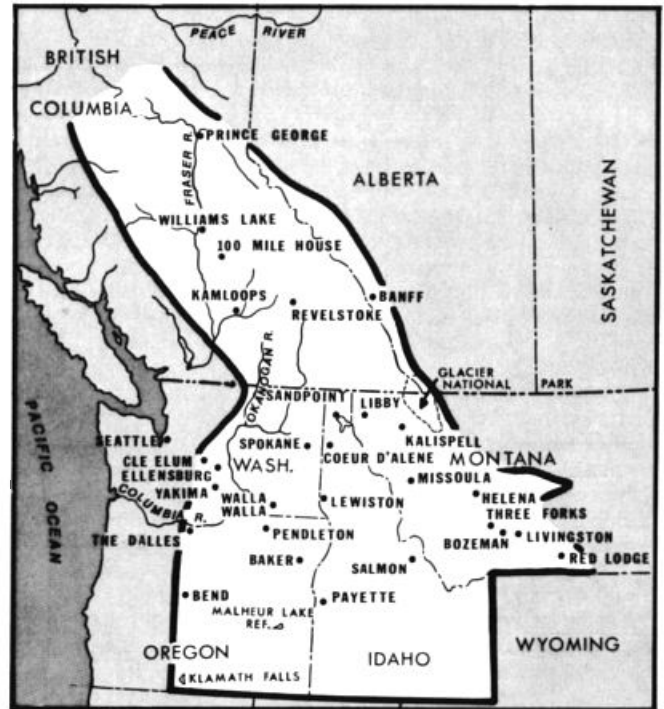 PEACE RIVER
BRITISH
COLUMBIA
PRINCE GEORGE
FRASER R.
ALBERTA
SASKATCHEWAN
WILLIAMS LAKE
100 MILE HOUSE
KAMLOOPS
BANFF
REVELSTOKE
OKANOGAN R.
GLACIER
NATIONAL PARK
SANDPOINT
LIBBY
PACIFIC OCEAN
SEATTLE
SPOKANE
KALISPELL
COEUR D'ALENE
MONTANA
CLE ELUM
WASH.
ELLENSBURG
MISSOULA
YAKIMA
HELENA
WALLA
WALLA
LEWISTON
THREE FORKS
COLUMBIA R.
THE DALLES
PENDLETON
BOZEMAN
LIVINGSTON
BAKER
SALMON
RED LODGE
BEND
PAYETTE
MALHEUR LAKE
REF.
OREGON
IDAHO
WYOMING
KLAMATH FALLS